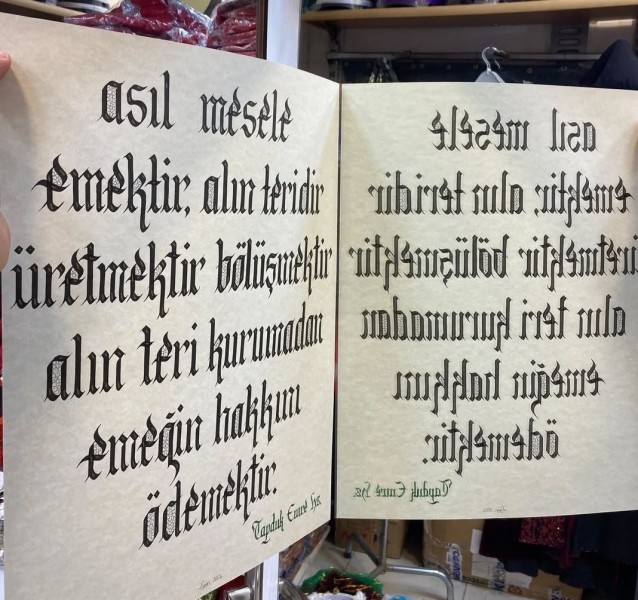 asıl mesele
emektir, alın teridir
üretmektir bölüşmektir
alın teri kurumadan
emeğin hakkını
ödemektir.
Tapduk Emre hz.